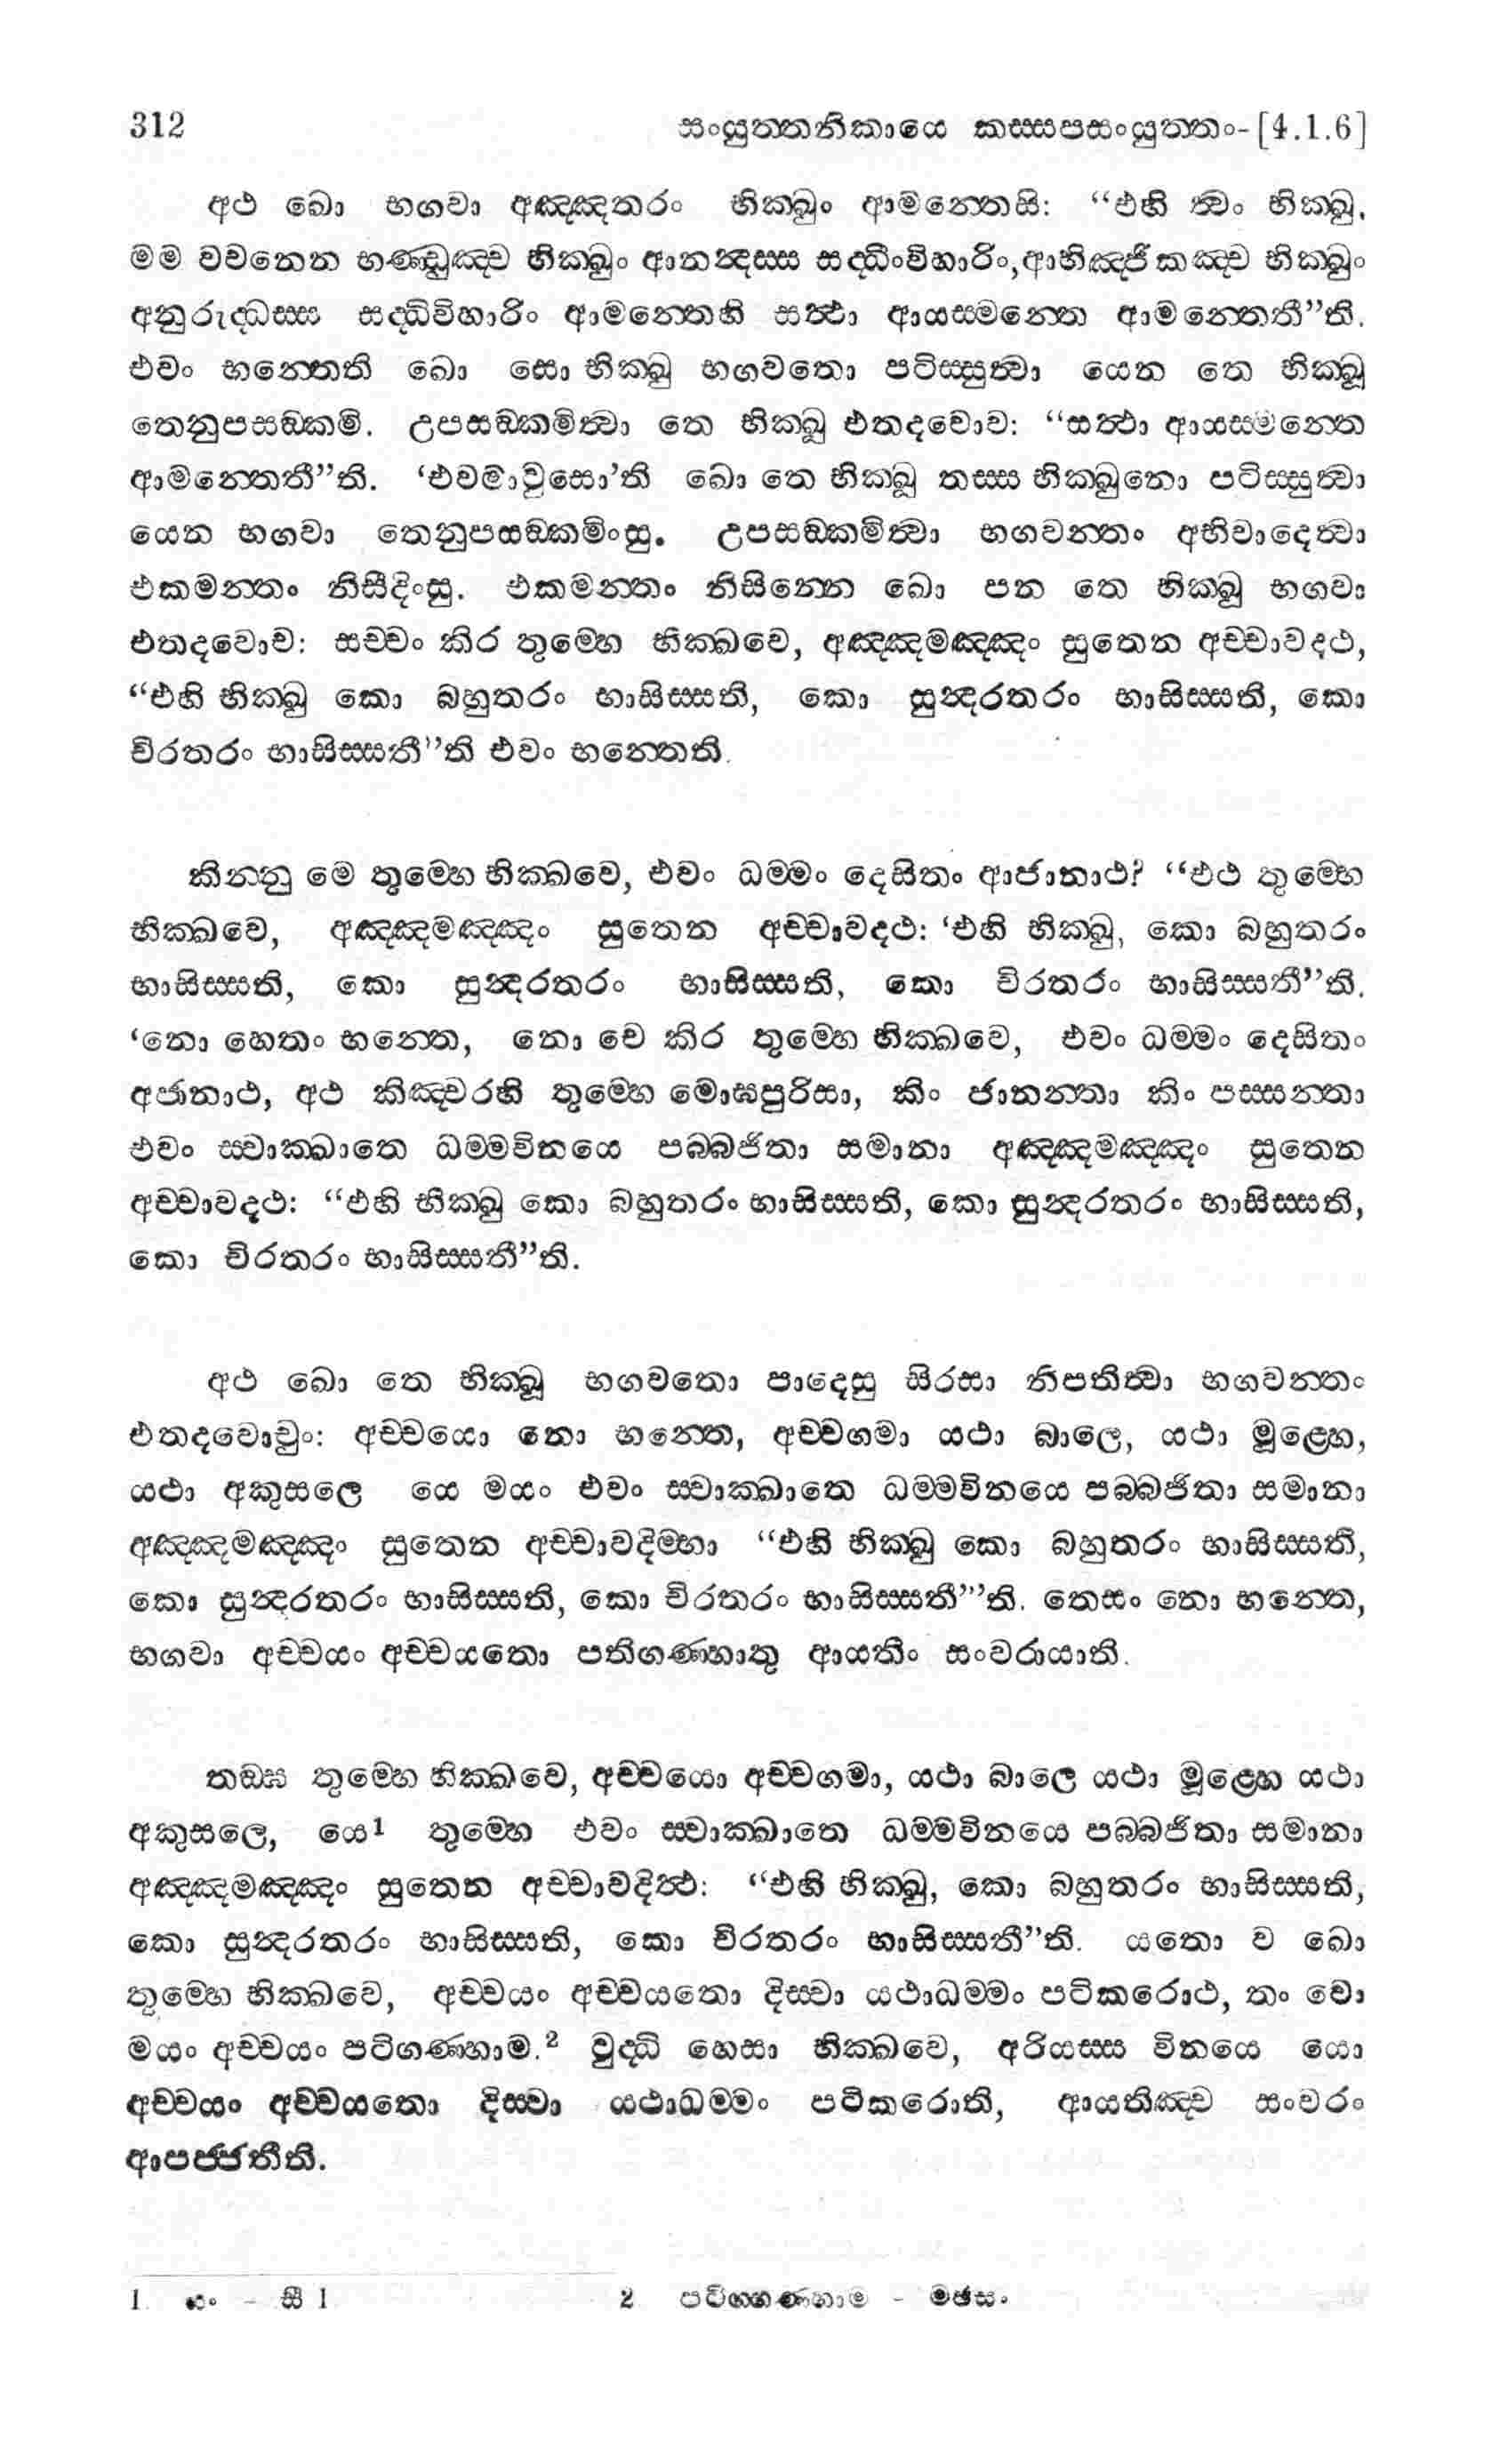 312 සංයුත්තනිකායෙ කස්සපසංයුත්තං-[4.1.6]
අථ ඛො භගවා අඤ්ඤතරං භික්ඛුං ආමන්තෙසි: “එහි ත්වං භික්ඛු,
මම වචනෙන භණ්ඩුඤ්ච භික්ඛුං ආනන්දස්ස සද්ධිංවිහාරිං,ආභිඤ්ජිකඤ්ච භික්ඛුං
අනුරුද්ධස්ස සද්ධිවිහාරිං ආමන්තෙහි සත්ථා ආයස්මන්තෙ ආමන්තෙතී”ති.
එවං භන්තෙති ඛො සො භික්ඛු භගවතො පටිස්සුත්වා යෙන තෙ භික්ඛූ
තෙනුපසඞ්කමි. උපසඞ්කමිත්වා තෙ භික්ඛූ එතදවොච: “සත්ථා ආයස්මන්තෙ
ආමන්තෙතී”ති. ‘එවමාවුසො’ති ඛො තෙ භික්ඛූ තස්ස භික්ඛුනො පටිස්සුත්වා
යෙන භගවා තෙනුපසඞ්කමිංසු. උපසඞ්කමිත්වා භගවන්තං අභිවාදෙත්වා
එකමන්තං නිසීදිංසු. එකමන්තං නිසින්නෙ ඛො පන තෙ භික්ඛූ භගවා
එතදවොච: සච්චං කිර තුම්හෙ භික්ඛවෙ, අඤ්ඤමඤ්ඤං සුතෙන අච්චාවදථ,
“එහි භික්ඛු කො බහුතරං භාසිස්සති, කො සුන්දරතරං භාසිස්සති, කො
චිරතරං භාසිස්සතී”ති එවං භන්තෙති.
කින්නු මෙ තුම්හෙ භික්ඛවෙ, එවං ධම්මං දෙසිතං ආජානාථ? “එථ තුම්හෙ
භික්ඛවෙ, අඤ්ඤමඤ්ඤං සුතෙන අච්චාවදථ: ‘එහි භික්ඛු, කො බහුතරං
භාසිස්සති, කො සුන්දරතරං භාසිස්සති, කො චිරතරං භාසිස්සතී”ති.
‘නො හෙතං භන්තෙ, නො චෙ කිර තුම්හෙ භික්ඛවෙ, එවං ධම්මං දෙසිතං
අජානාථ, අථ කිඤ්චරහි තුම්හෙ මොඝපුරිසා, කිං ජානන්තා කිං පස්සන්තා
එවං ස්වාක්ඛාතෙ ධම්මවිනයෙ පබ්බජිතා සමානා අඤ්ඤමඤ්ඤං සුතෙන
අච්චාවදථ: “එහි භික්ඛු කො බහුතරං භාසිස්සති, කො සුන්දරතරං භාසිස්සති,
කො චිරතරං භාසිස්සතී”ති.
අථ ඛො තෙ භික්ඛූ භගවතො පාදෙසු සිරසා නිපතිත්වා භගවන්තං
එතදවොචුං: අච්චයො නො භන්තෙ, අච්චගමා යථා බාලෙ, යථා මූළ්හෙ,
යථා අකුසලෙ යෙ මයං එවං ස්වාක්ඛාතෙ ධම්මවිනයෙ පබ්බජිතා සමානා
අඤ්ඤමඤ්ඤං සුතෙන අච්චාවදිම්හා “එහි භික්ඛු කො බහුතරං භාසිස්සති,
කො සුන්දරතරං භාසිස්සති, කො චිරතරං භාසිස්සතී”’ති. තෙසං නො භන්තෙ,
භගවා අච්චයං අච්චයතො පතිගණ්හාතු ආයතිං සංවරායාති.
තඞ්ඝ තුම්හෙ භික්ඛවෙ, අච්චයො අච්චගමා, යථා බාලෙ යථා මූළ්හෙ යථා
අකුසලෙ, යෙ¹ තුම්හෙ එවං ස්වාක්ඛාතෙ ධම්මවිනයෙ පබ්බජිතා සමානා
අඤ්ඤමඤ්ඤං සුතෙන අච්චාවදිත්ථ: “එහි භික්ඛු, කො බහුතරං භාසිස්සති,
කො සුන්දරතරං භාසිස්සති, කො චිරතරං භාසිස්සතී”ති. යතො ච ඛො
තුම්හෙ භික්ඛවෙ, අච්චයං අච්චයතො දිස්වා යථාධම්මං පටිකරොථ, තං වො
මයං අච්චයං පටිගණ්හාම.² වුද්ධි හෙසා භික්ඛවෙ, අරියස්ස විනයෙ යො
අච්චයං අච්චයතො දිස්වා යථාධම්මං පටිකරොති, ආයතිඤ්ච සංවරං
ආපජ්ජතීති.
1. යං - සී 1 2 පටිග්ගණ්හාම - මඡසං